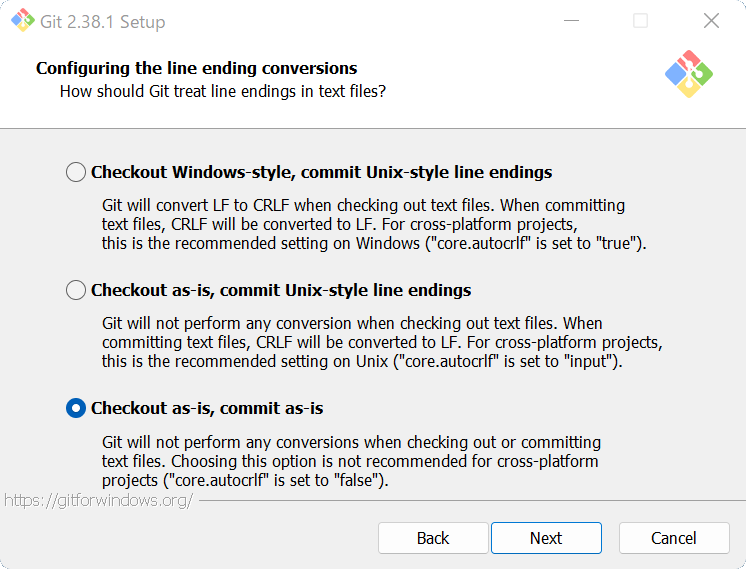 Git 2.38.1 Setup
Configuring the line ending conversions
How should Git treat line endings in text files?
Checkout Windows-style, commit Unix-style line endings
Git will convert LF to CRLF when checking out text files. When committing
text files, CRLF will be converted to LF. For cross-platform projects,
this is the recommended setting on Windows ("core.autocrlf" is set to "true").
Checkout as-is, commit Unix-style line endings
Git will not perform any conversion when checking out text files. When
committing text files, CRLF will be converted to LF. For cross-platform projects,
this is the recommended setting on Unix ("core.autocrlf" is set to "input").
Checkout as-is, commit as-is
Git will not perform any conversions when checking out or committing
text files. Choosing this option is not recommended for cross-platform
projects ("core.autocrlf" is set to "false").
https://gitforwindows.org/
Back Next Cancel